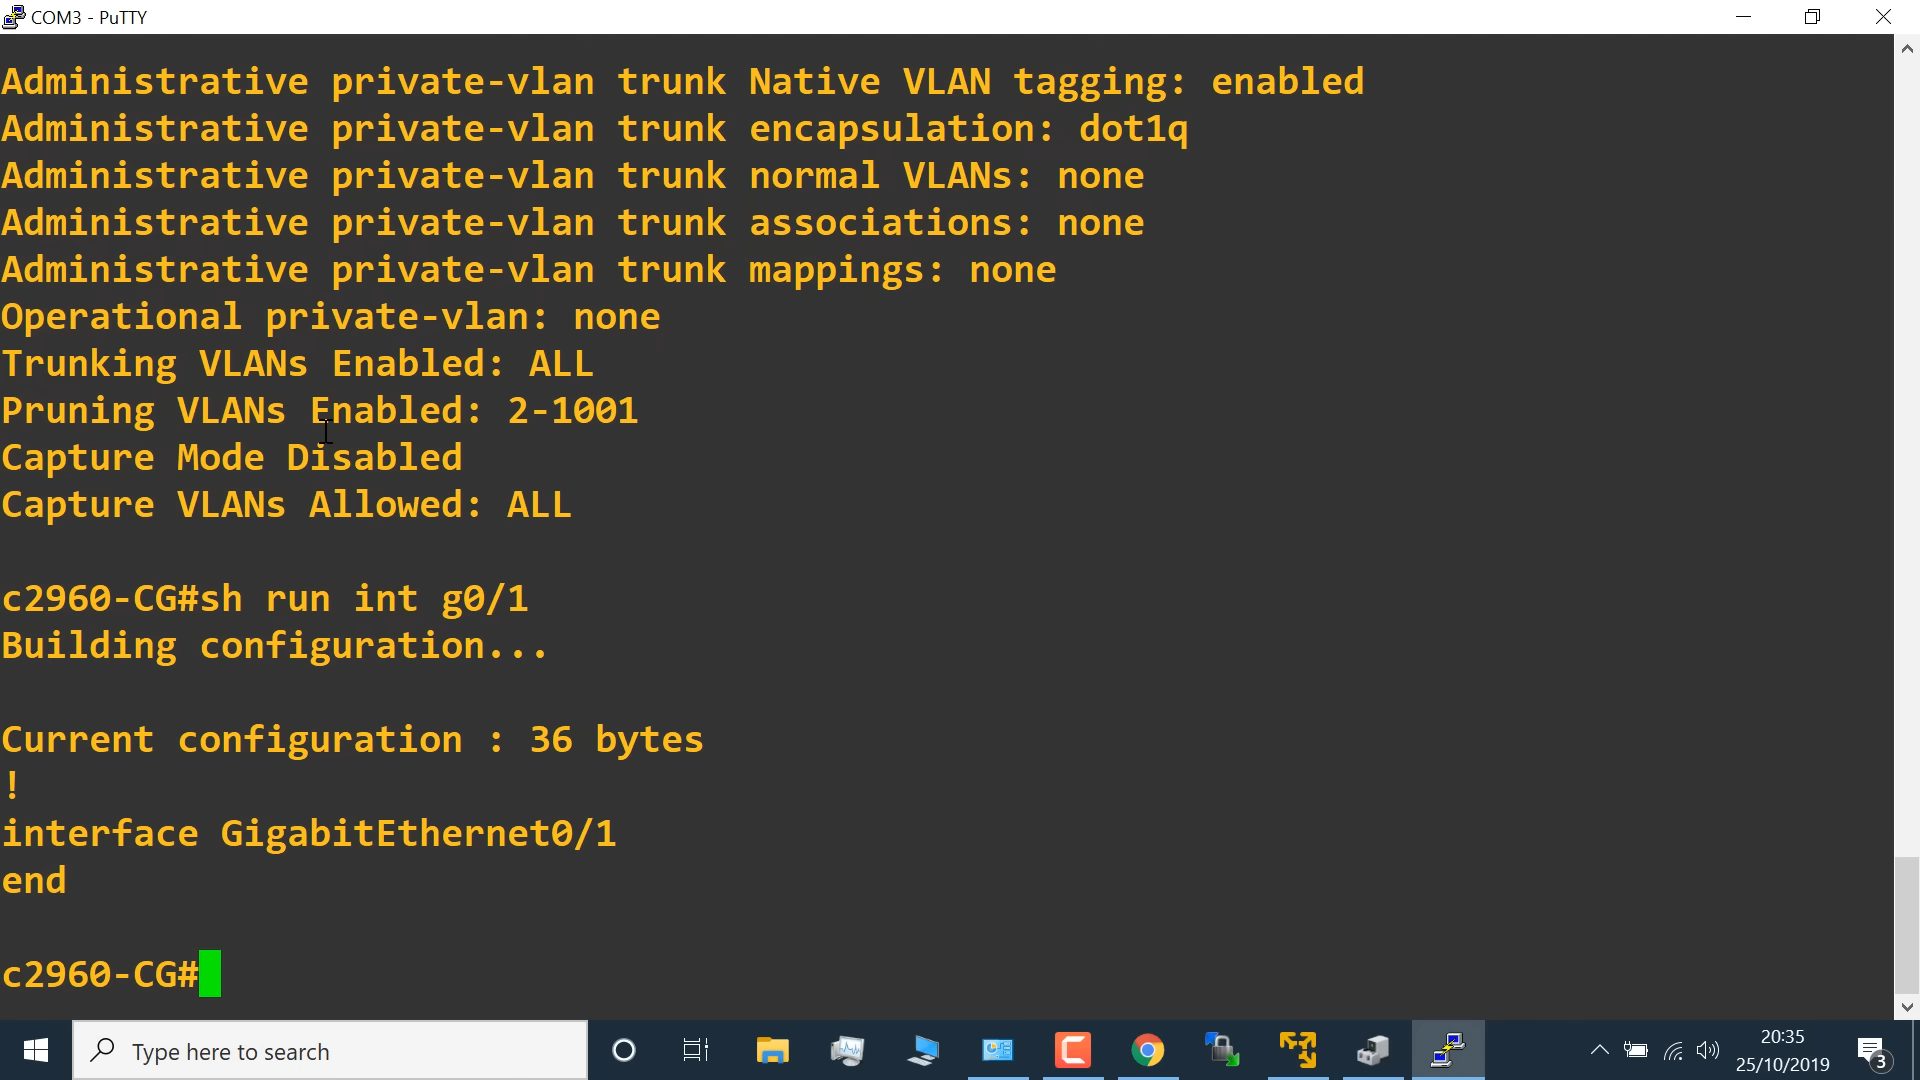 COM3 - PuTTY
Administrative private-vlan trunk Native VLAN tagging: enabled
Administrative private-vlan trunk encapsulation: dot1q
Administrative private-vlan trunk normal VLANs: none
Administrative private-vlan trunk associations: none
Administrative private-vlan trunk mappings: none
Operational private-vlan: none
Trunking VLANs Enabled: ALL
Pruning VLANs Enabled: 2-1001
Capture Mode Disabled
Capture VLANs Allowed: ALL
c2960-CG#sh run int g0/1
Building configuration...
Current configuration : 36 bytes
!
interface GigabitEthernet0/1
end
c2960-CG#
Type here to search
20:35
25/10/2019
3